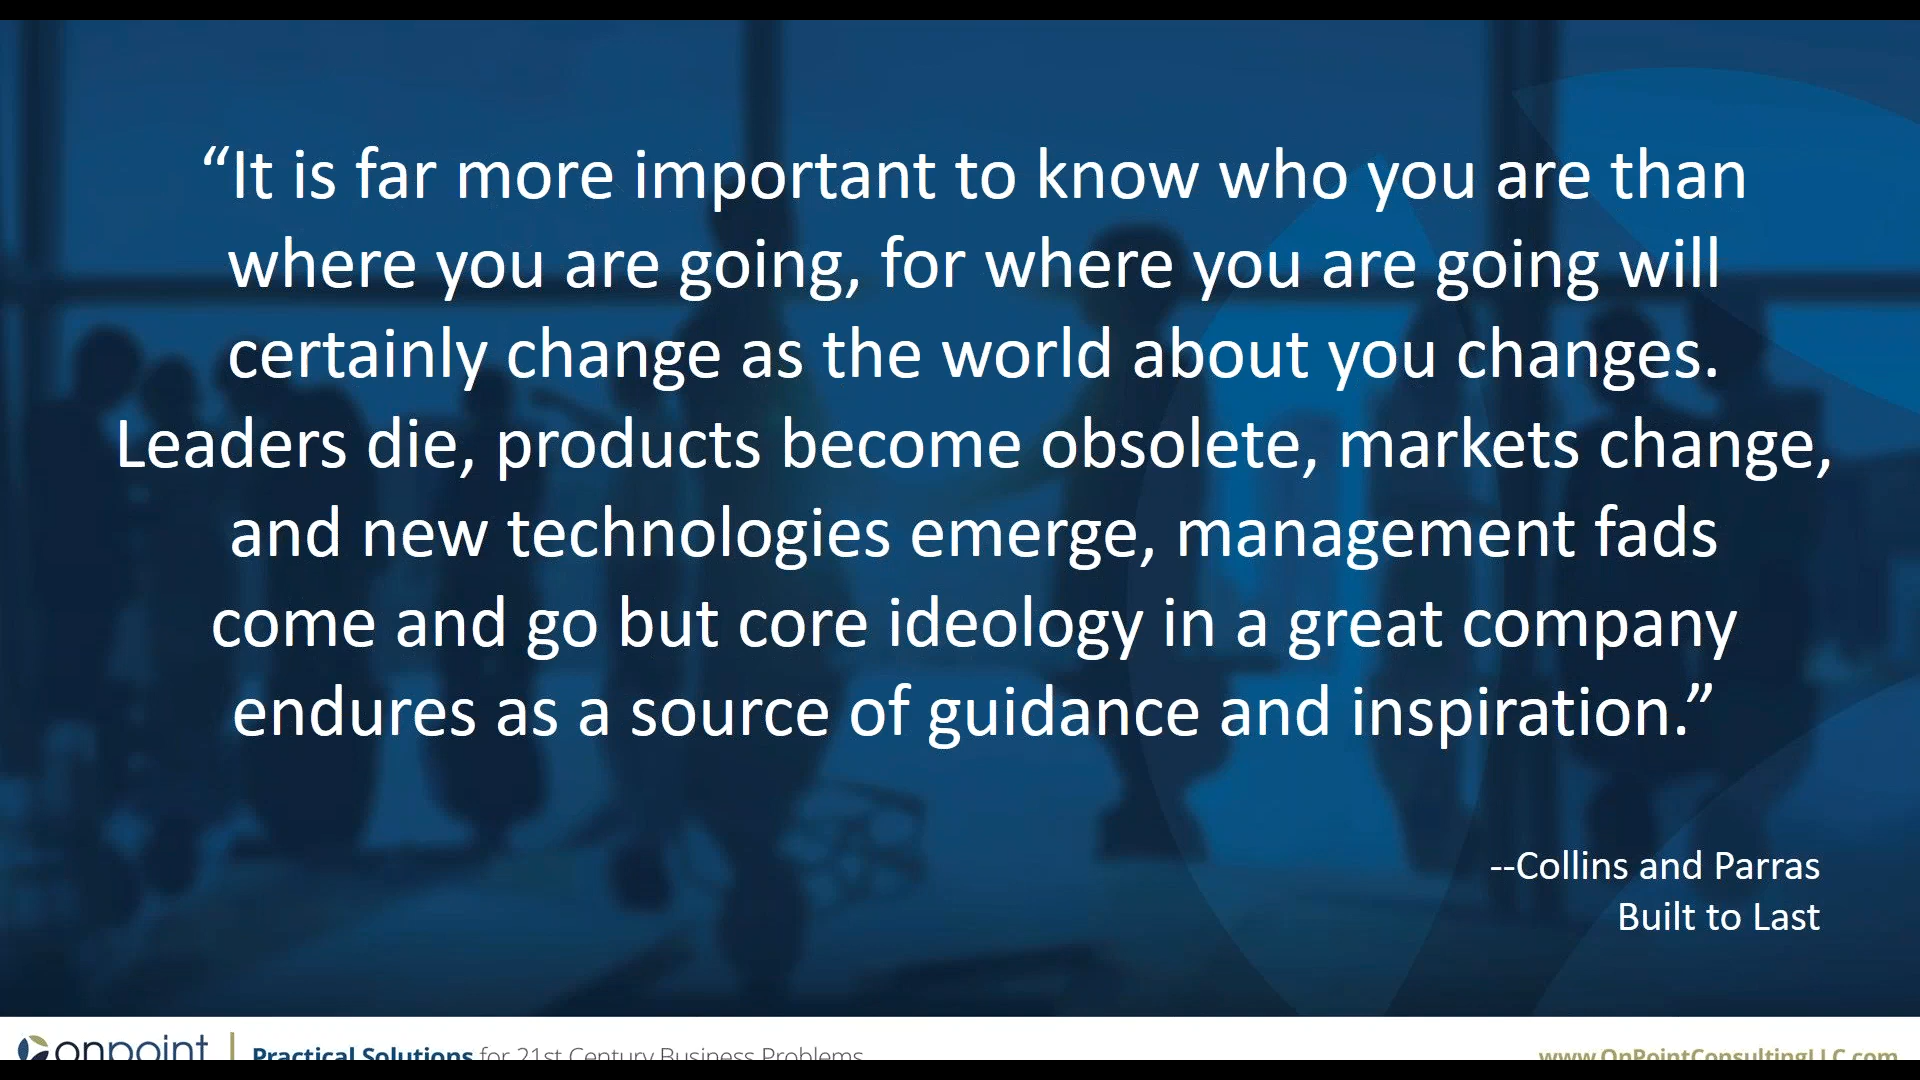 “It is far more important to know who you are than
where you are going, for where you are going will
certainly change as the world about you changes.
Leaders die, products become obsolete, markets change,
and new technologies emerge, management fads
come and go but core ideology in a great company
endures as a source of guidance and inspiration.”
--Collins and Parras
Built to Last
onpoint
Practical Solutions for 21st Century Business Problems
www.OnPointConsultingLLC.com